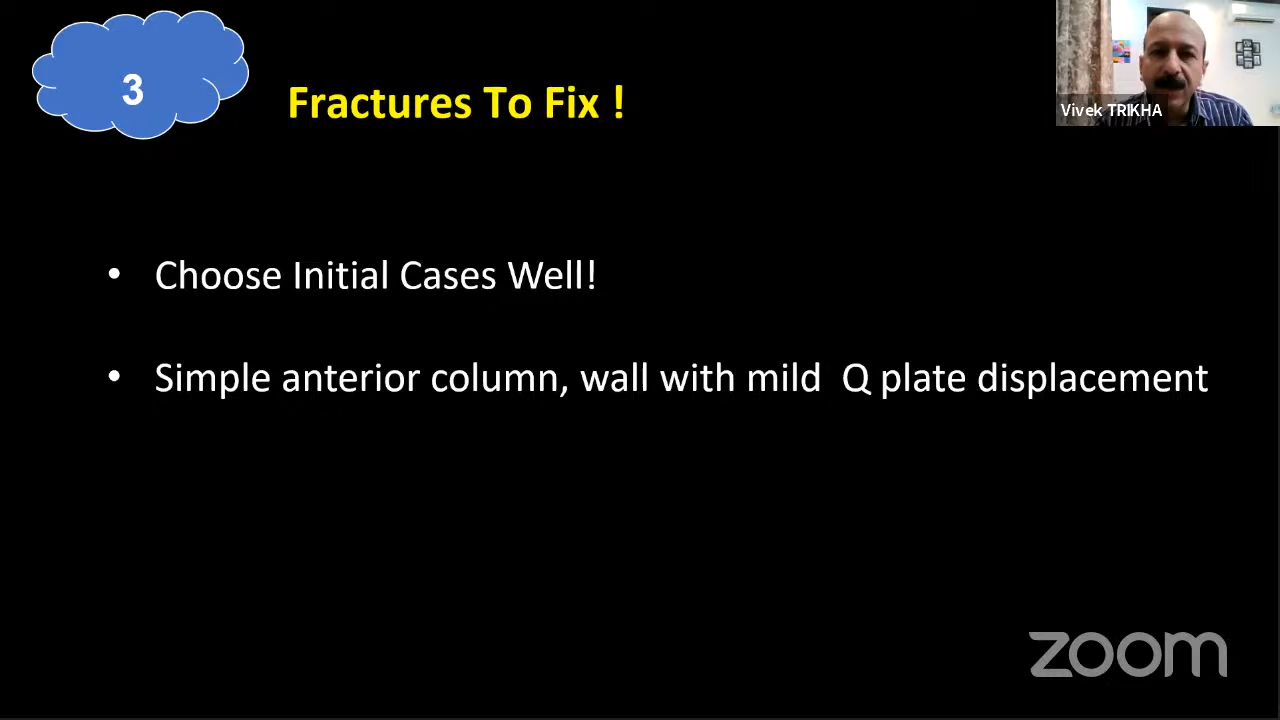 3
Fractures To Fix !
Vivek TRIKHA
• Choose Initial Cases Well!
• Simple anterior column, wall with mild Q plate displacement
zoom